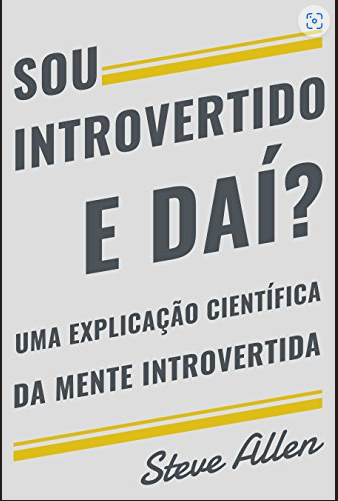 SOU
INTROVERTIDO
E DAÍ?
UMA EXPLICAÇÃO CIENTÍFICA
DA MENTE INTROVERTIDA
Steve Allen